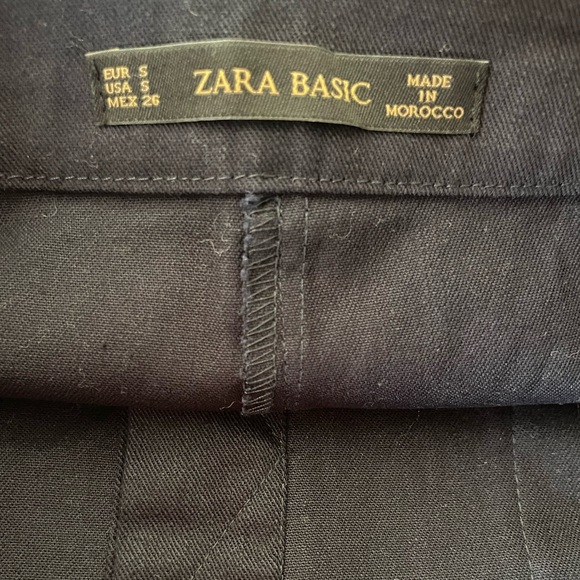 EUR S
USA S
MEX 26
ZARA BASIC
MADE
IN
MOROCCO